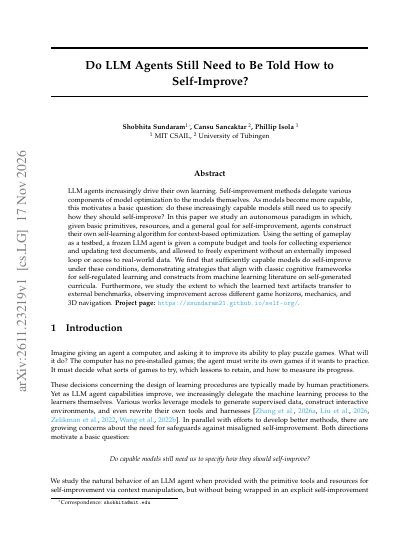 Do LLM Agents Still Need to Be Told How to
Self-Improve?
Shobhita Sundaram¹*, Cansu Sancaktar², Phillip Isola¹
¹ MIT CSAIL, ² University of Tubingen
arXiv:2611.23219v1 [cs.LG] 17 Nov 2026
Abstract
LLM agents increasingly drive their own learning. Self-improvement methods delegate various
components of model optimization to the models themselves. As models become more capable,
this motivates a basic question: do these increasingly capable models still need us to specify
how they should self-improve? In this paper we study an autonomous paradigm in which,
given basic primitives, resources, and a general goal for self-improvement, agents construct
their own self-learning algorithm for context-based optimization. Using the setting of gameplay
as a testbed, a frozen LLM agent is given a compute budget and tools for collecting experience
and updating text documents, and allowed to freely experiment without an externally imposed
loop or access to real-world data. We find that sufficiently capable models do self-improve
under these conditions, demonstrating strategies that align with classic cognitive frameworks
for self-regulated learning and constructs from machine learning literature on self-generated
curricula. Furthermore, we study the extent to which the learned text artifacts transfer to
external benchmarks, observing improvement across different game horizons, mechanics, and
3D navigation. Project page: https://ssundaram21.github.io/self-org/.
1 Introduction
Imagine giving an agent a computer, and asking it to improve its ability to play puzzle games. What will
it do? The computer has no pre-installed games; the agent must write its own games if it wants to practice.
It must decide what sorts of games to try, which lessons to retain, and how to measure its progress.
These decisions concerning the design of learning procedures are typically made by human practitioners.
Yet as LLM agent capabilities improve, we increasingly delegate the machine learning process to the
learners themselves. Various works leverage models to generate supervised data, construct interactive
environments, and even rewrite their own tools and harnesses [Zhang et al., 2026a, Liu et al., 2026,
Zelikman et al., 2022, Wang et al., 2022b]. In parallel with efforts to develop better methods, there are
growing concerns about the need for safeguards against misaligned self-improvement. Both directions
motivate a basic question:
Do capable models still need us to specify how they should self-improve?
We study the natural behavior of an LLM agent when provided with the primitive tools and resources for
self-improvement via context manipulation, but without being wrapped in an explicit self-improvement
*Correspondence: shobhita@mit.edu